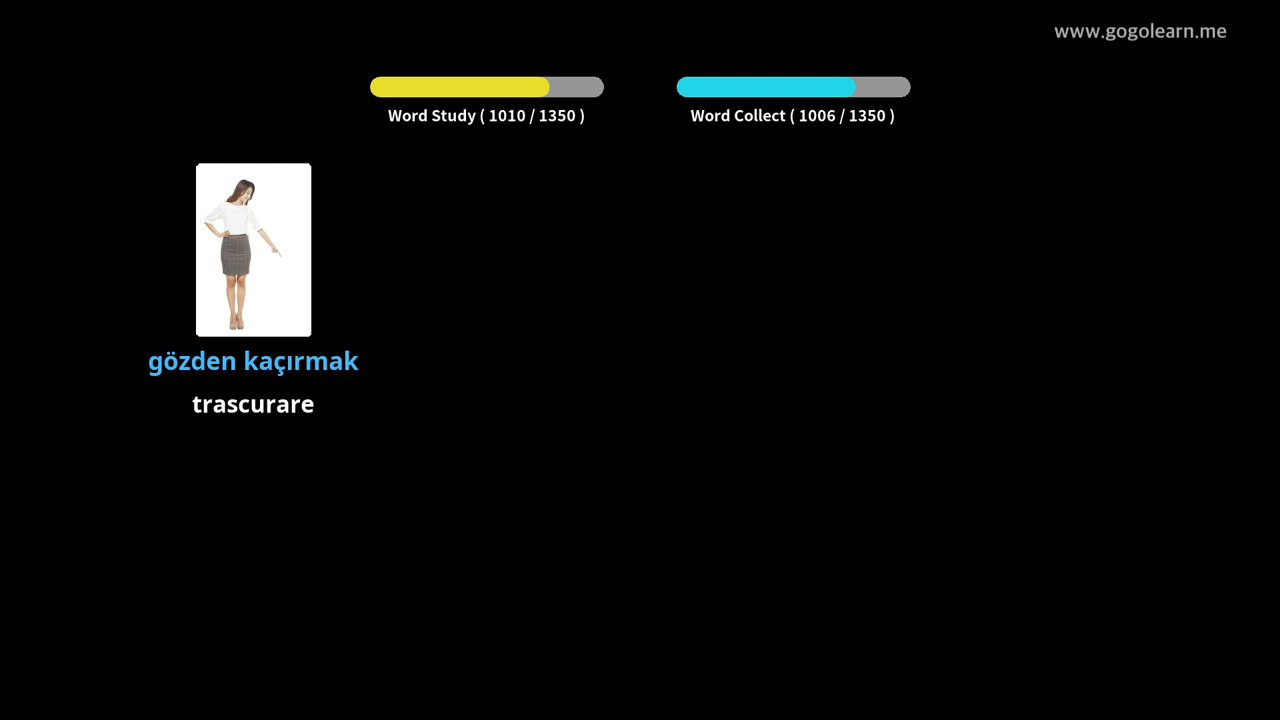 www.gogolearn.me
Word Study ( 1010 / 1350 )
Word Collect ( 1006 / 1350 )
gözden kaçırmak
trascurare